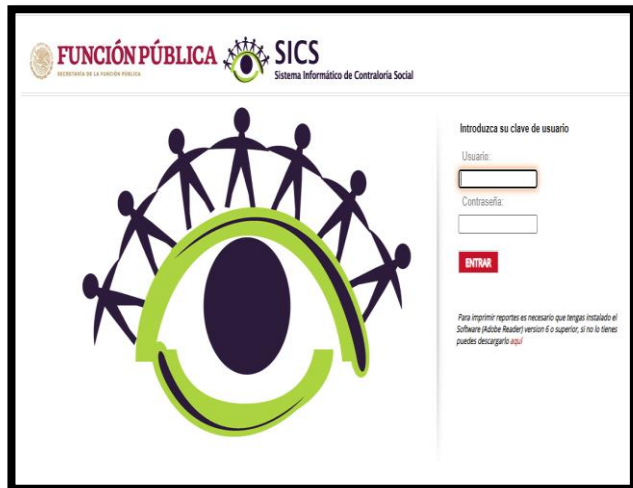 FUNCIÓN PÚBLICA
SECRETARÍA DE LA FUNCIÓN PÚBLICA
SICS
Sistema Informático de Contraloría Social
Introduzca su clave de usuario
Usuario:
Contraseña:
ENTRAR
Para imprimir reportes es necesario que tengas instalado el
Software (Adobe Reader) version 6 o superior, si no lo tienes
puedes descargarlo aquí